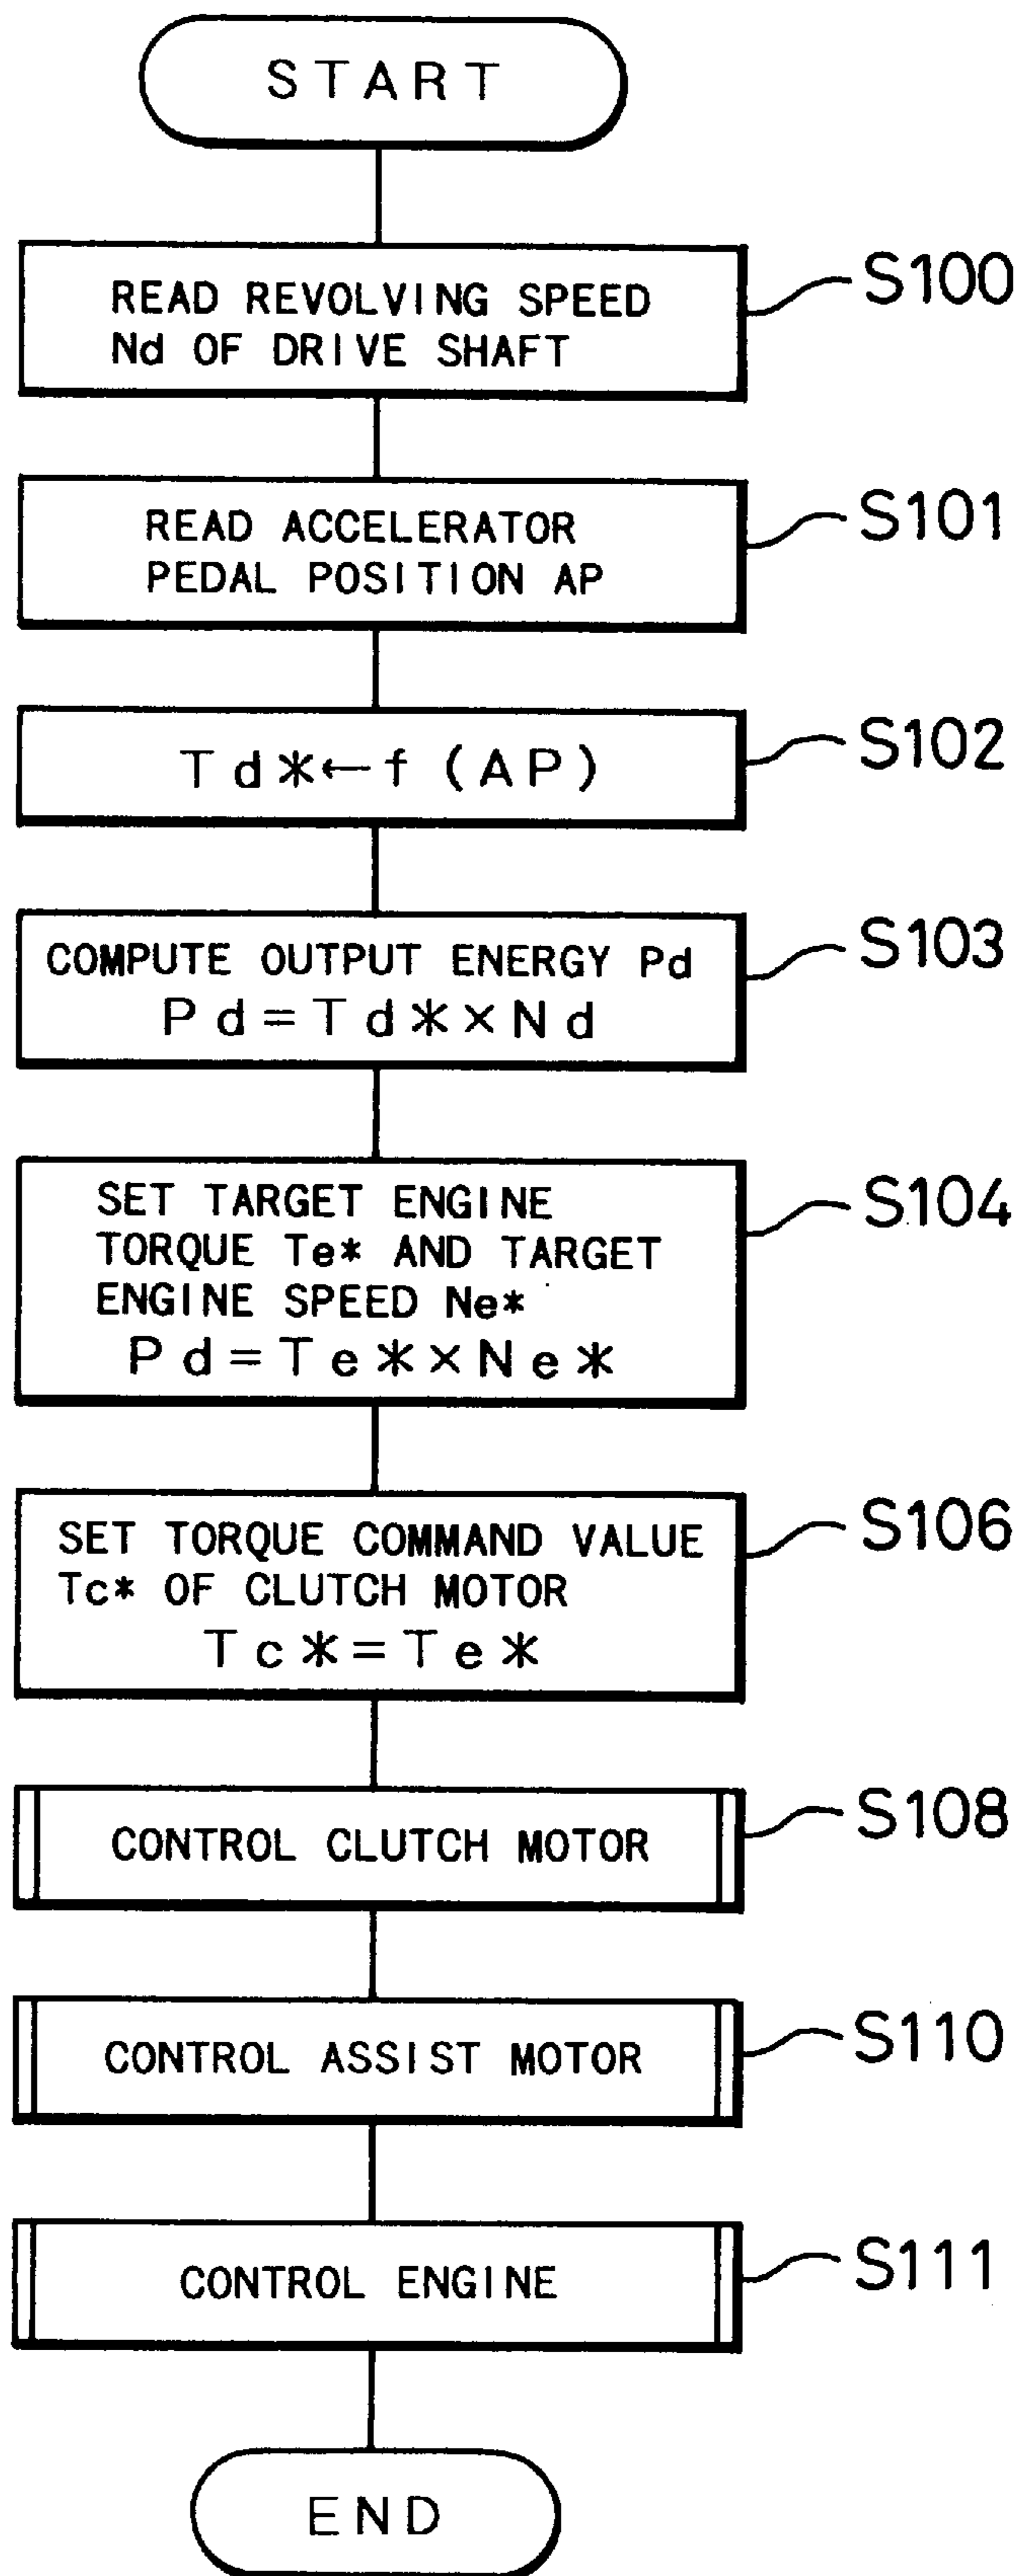 START
READ REVOLVING SPEED
Nd OF DRIVE SHAFT
S100
READ ACCELERATOR
PEDAL POSITION AP
S101
Td*←f(AP)
S102
COMPUTE OUTPUT ENERGY Pd
Pd=Td*×Nd
S103
SET TARGET ENGINE
TORQUE Te* AND TARGET
ENGINE SPEED Ne*
Pd=Te*×Ne*
S104
SET TORQUE COMMAND VALUE
Tc* OF CLUTCH MOTOR
Tc*=Te*
S106
CONTROL CLUTCH MOTOR
S108
CONTROL ASSIST MOTOR
S110
CONTROL ENGINE
S111
END